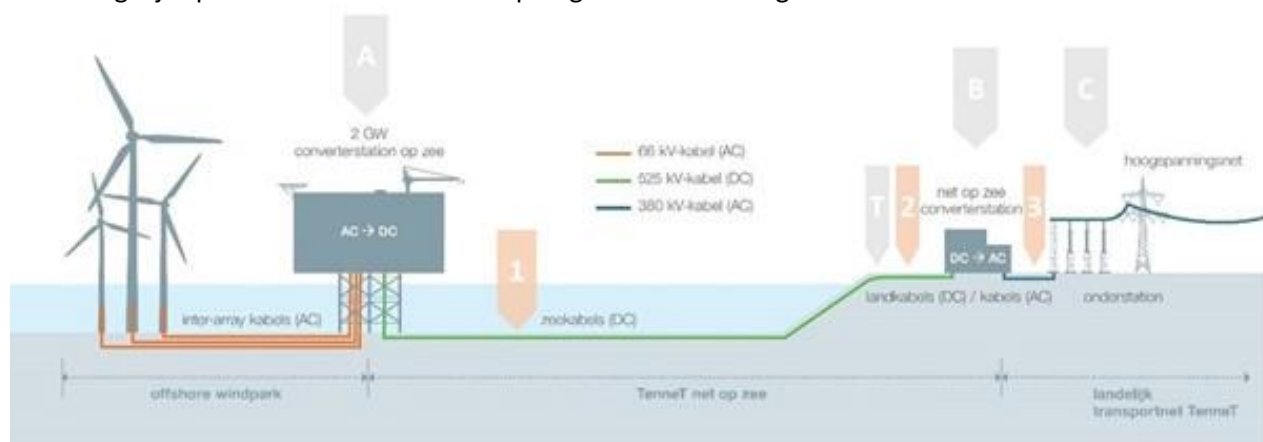 A
2 GW
converterstation op zee
AC → DC
66 kV-kabel (AC)
525 kV-kabel (DC)
380 kV-kabel (AC)
B
C
hoogspanningsnet
T
2
net op zee
converterstation
3
DC → AC
1
inter-array kabels (AC)
zeekabels (DC)
landkabels (DC) / kabels (AC)
onderstation
offshore windpark
TenneT net op zee
landelijk
transportnet TenneT